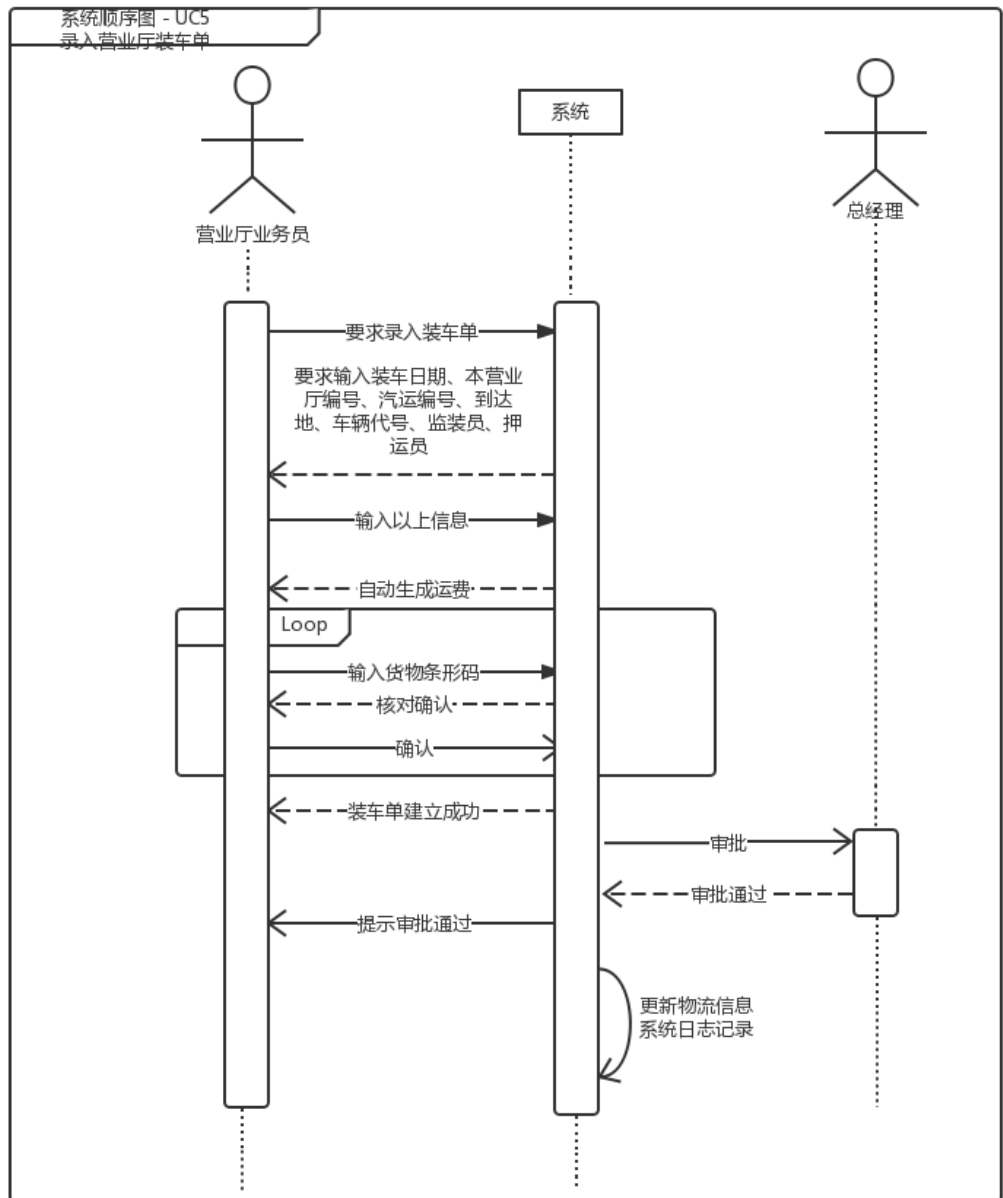 系统顺序图 - UC5
录入营业厅装车单
系统
总经理
营业厅业务员
要求录入装车单
要求输入装车日期、本营业
厅编号、汽运编号、到达
地、车辆代号、监装员、押
运员
输入以上信息
自动生成运费
Loop
输入货物条形码
核对确认
确认
装车单建立成功
审批
审批通过
提示审批通过
更新物流信息
系统日志记录